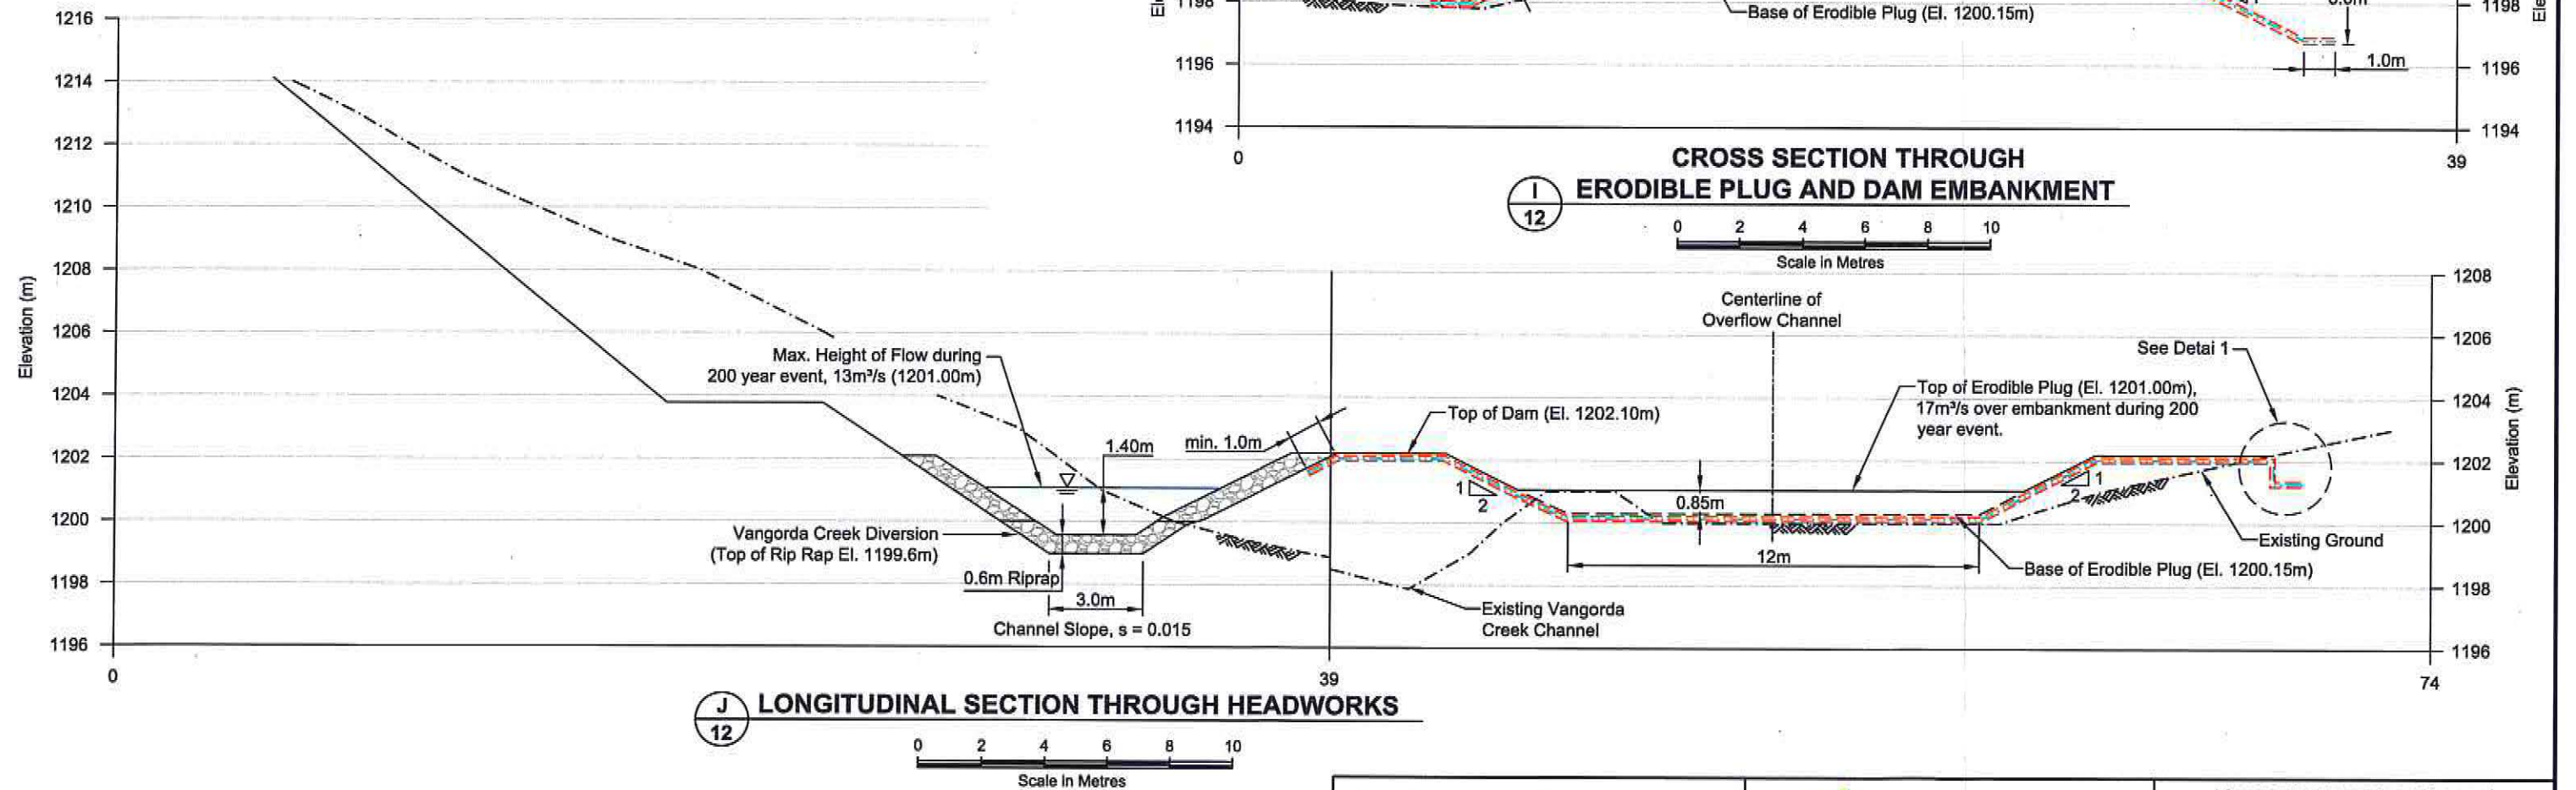 1198
Base of Erodible Plug (El. 1200.15m)
1198
1196
1.0m
1196
1194
1194
0
39
CROSS SECTION THROUGH
ERODIBLE PLUG AND DAM EMBANKMENT
I
12
0 2 4 6 8 10
Scale in Metres
1216
1214
1212
1210
1208
1206
1204
1202
1200
1198
1196
Elevation (m)
Max. Height of Flow during
200 year event, 13m³/s (1201.00m)
1.40m
min. 1.0m
Top of Dam (El. 1202.10m)
Centerline of
Overflow Channel
Top of Erodible Plug (El. 1201.00m),
17m³/s over embankment during 200
year event.
See Detai 1
1
2
0.85m
1
2
12m
Existing Ground
Base of Erodible Plug (El. 1200.15m)
Vangorda Creek Diversion
(Top of Rip Rap El. 1199.6m)
0.6m Riprap
3.0m
Channel Slope, s = 0.015
Existing Vangorda
Creek Channel
1208
1206
1204
1202
1200
1198
1196
Elevation (m)
0
39
74
J
12
LONGITUDINAL SECTION THROUGH HEADWORKS
0 2 4 6 8 10
Scale in Metres